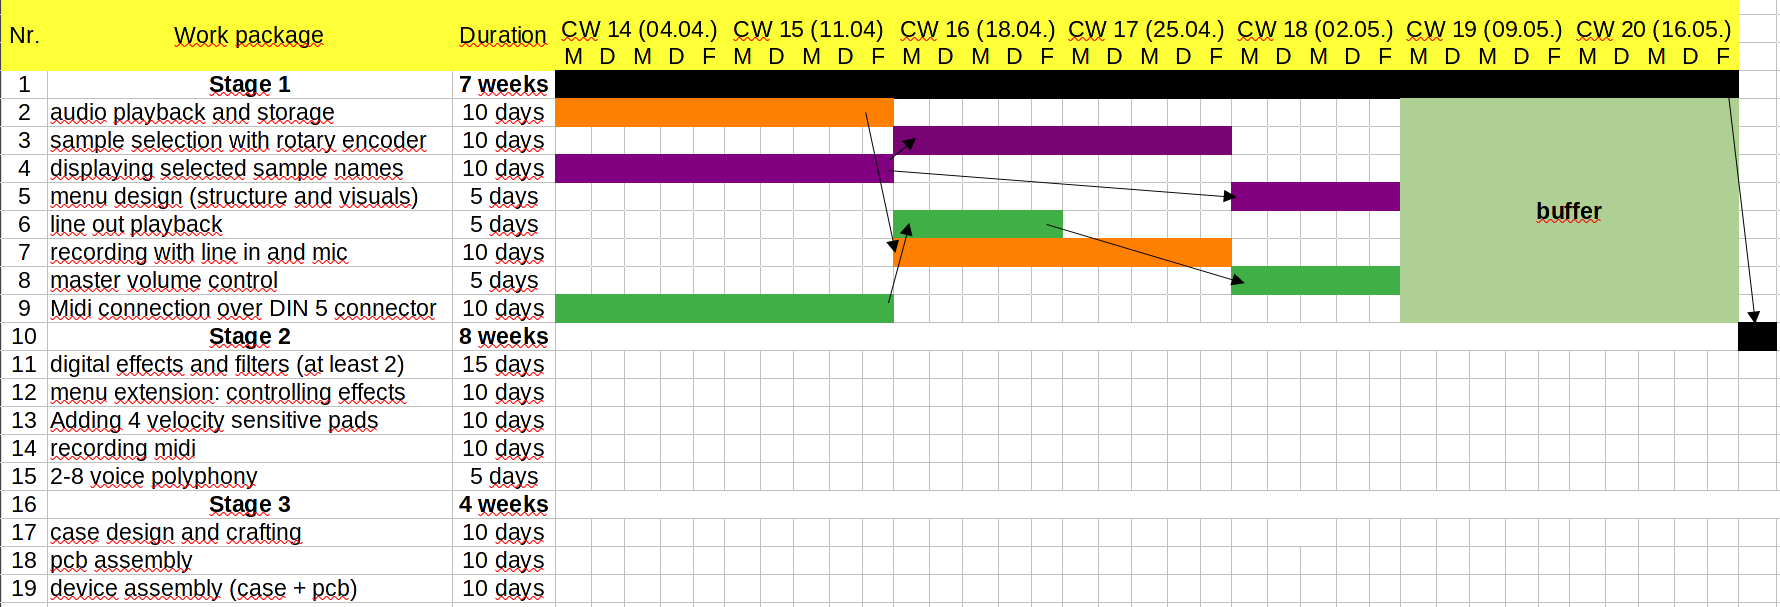 Nr. Work package Duration CW 14 (04.04.) CW 15 (11.04) CW 16 (18.04.) CW 17 (25.04.) CW 18 (02.05.) CW 19 (09.05.) CW 20 (16.05.)
M D M D F M D M D F M D M D F M D M D F M D M D F M D M D F M D M D F
1 Stage 1 7 weeks
2 audio playback and storage 10 days
3 sample selection with rotary encoder 10 days
4 displaying selected sample names 10 days
5 menu design (structure and visuals) 5 days
buffer
6 line out playback 5 days
7 recording with line in and mic 10 days
8 master volume control 5 days
9 Midi connection over DIN 5 connector 10 days
10 Stage 2 8 weeks
11 digital effects and filters (at least 2) 15 days
12 menu extension: controlling effects 10 days
13 Adding 4 velocity sensitive pads 10 days
14 recording midi 10 days
15 2-8 voice polyphony 5 days
16 Stage 3 4 weeks
17 case design and crafting 10 days
18 pcb assembly 10 days
19 device assembly (case + pcb) 10 days